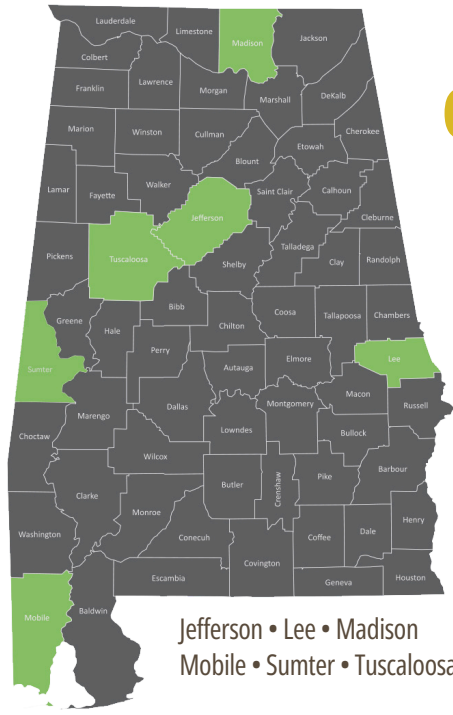 Lauderdale
Limestone
Madison
Jackson
Colbert
Franklin
Lawrence
Morgan
Marshall
DeKalb
Marion
Winston
Cullman
Etowah
Cherokee
Blount
Lamar
Fayette
Walker
Jefferson
Saint Clair
Calhoun
Cleburne
Pickens
Tuscaloosa
Shelby
Talladega
Clay
Randolph
Greene
Hale
Bibb
Perry
Chilton
Coosa
Tallapoosa
Chambers
Sumter
Autauga
Elmore
Lee
Marengo
Dallas
Montgomery
Macon
Russell
Choctaw
Lowndes
Bullock
Wilcox
Clarke
Butler
Crenshaw
Pike
Barbour
Monroe
Washington
Conecuh
Covington
Coffee
Dale
Henry
Escambia
Geneva
Houston
Mobile
Baldwin
Jefferson • Lee • Madison
Mobile • Sumter • Tuscaloosa